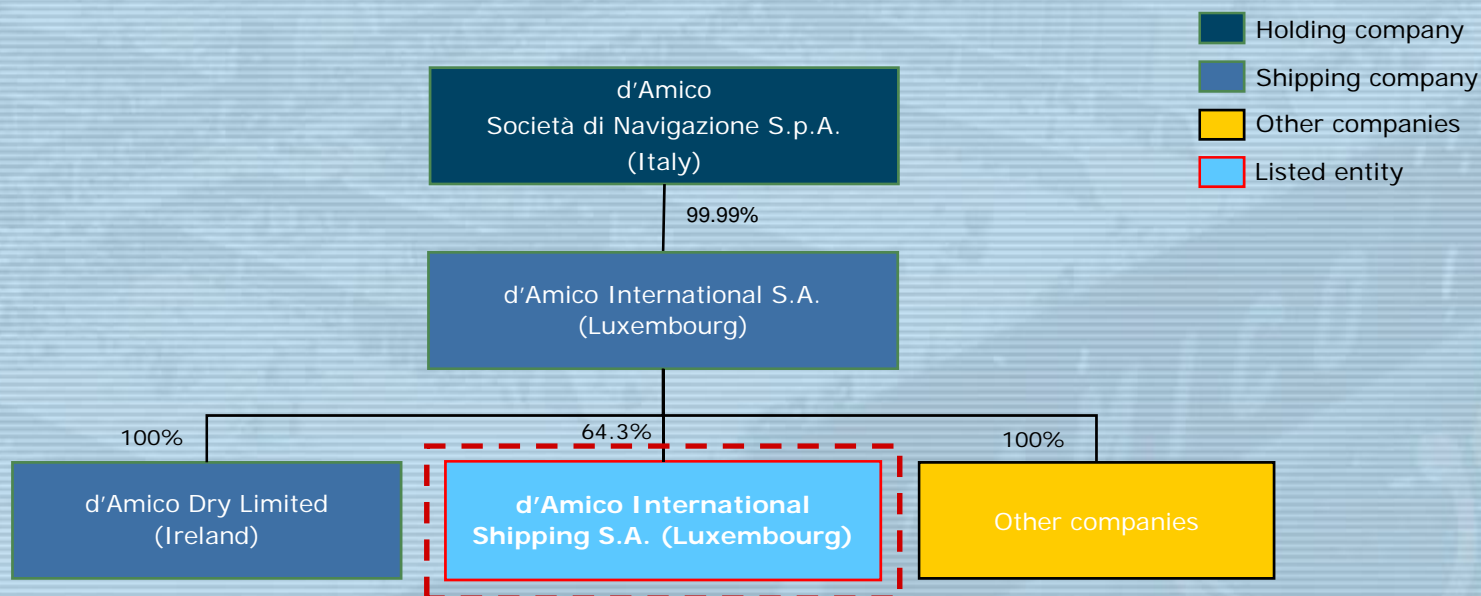 Holding company
Shipping company
Other companies
Listed entity
d'Amico
Società di Navigazione S.p.A.
(Italy)
99.99%
d'Amico International S.A.
(Luxembourg)
100%
64.3%
100%
d'Amico Dry Limited
(Ireland)
d'Amico International
Shipping S.A. (Luxembourg)
Other companies